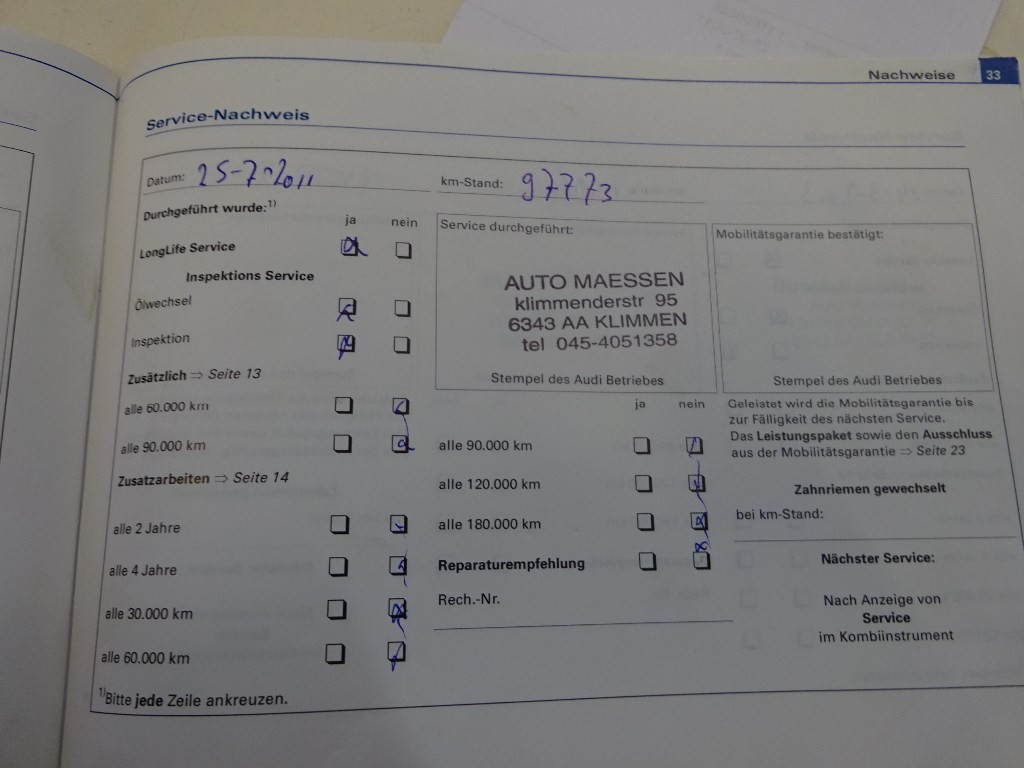 Nachweise 33
Service-Nachweis
Datum: 25-7-2011
km-Stand: 97773
Durchgeführt wurde:1)
ja nein
LongLife Service
Inspektions Service
Ölwechsel
Inspektion
Zusätzlich ⇒ Seite 13
alle 60.000 km
alle 90.000 km
Zusatzarbeiten ⇒ Seite 14
alle 2 Jahre
alle 4 Jahre
alle 30.000 km
alle 60.000 km
1)Bitte jede Zeile ankreuzen.
Service durchgeführt:
AUTO MAESSEN
klimmenderstr 95
6343 AA KLIMMEN
tel 045-4051358
Stempel des Audi Betriebes
ja nein
alle 90.000 km
alle 120.000 km
alle 180.000 km
Reparaturempfehlung
Rech.-Nr.
Mobilitätsgarantie bestätigt:
Stempel des Audi Betriebes
Geleistet wird die Mobilitätsgarantie bis
zur Fälligkeit des nächsten Service.
Das Leistungspaket sowie den Ausschluss
aus der Mobilitätsgarantie ⇒ Seite 23
Zahnriemen gewechselt
bei km-Stand:
Nächster Service:
Nach Anzeige von
Service
im Kombiinstrument